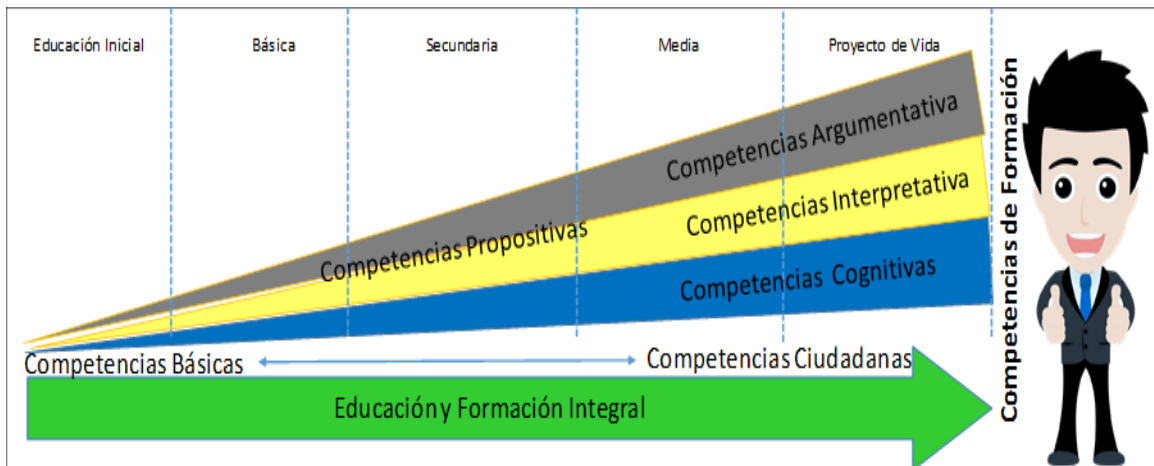 Educación Inicial
Básica
Secundaria
Media
Proyecto de Vida
Competencias Argumentativa
Competencias Interpretativa
Competencias Propositivas
Competencias Cognitivas
Competencias Básicas
Competencias Ciudadanas
Educación y Formación Integral
Competencias de Formación